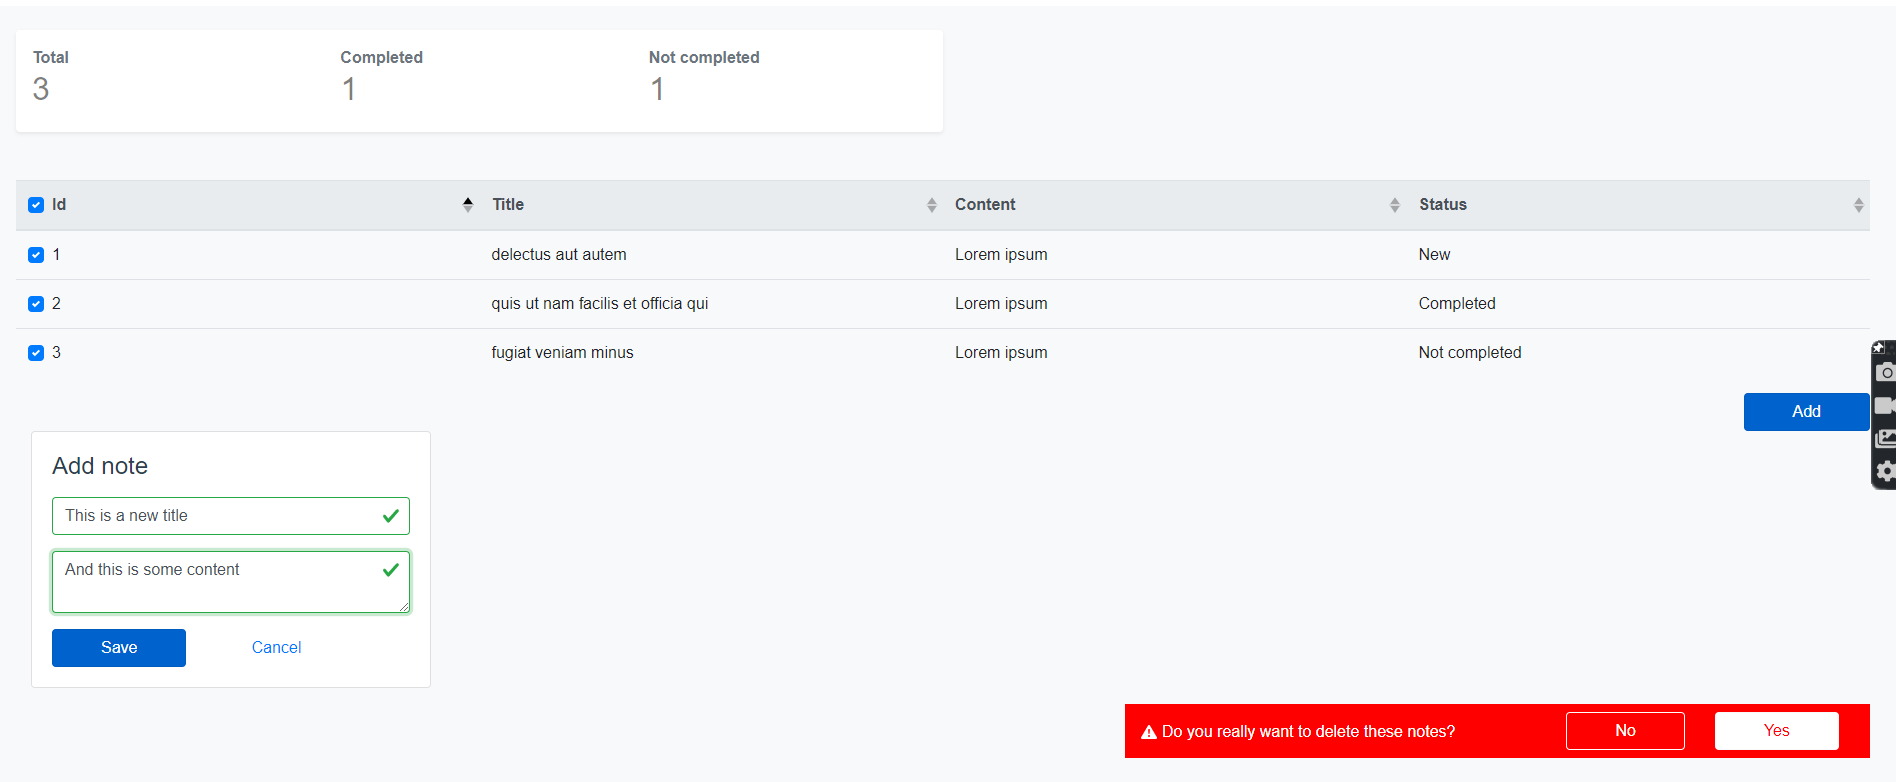 Total Completed Not completed
3 1 1
Id Title Content Status
1 delectus aut autem Lorem ipsum New
2 quis ut nam facilis et officia qui Lorem ipsum Completed
3 fugiat veniam minus Lorem ipsum Not completed
Add
Add note
This is a new title
And this is some content
Save Cancel
Do you really want to delete these notes? No Yes